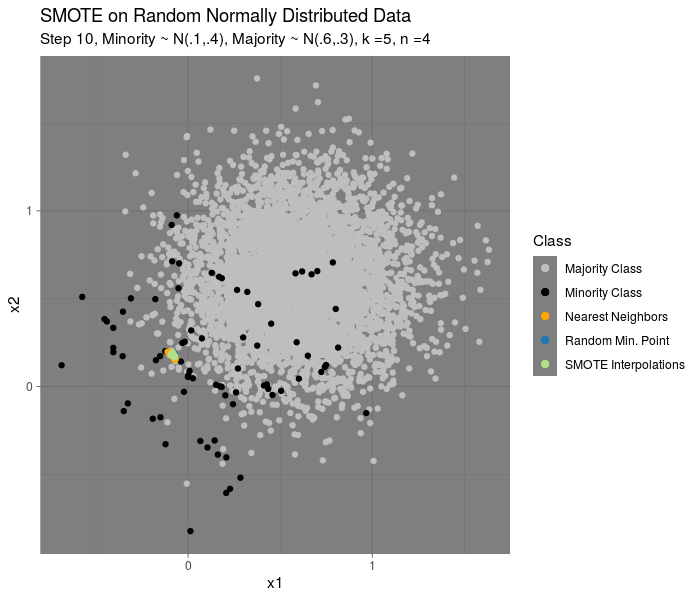 SMOTE on Random Normally Distributed Data
Step 10, Minority ~ N(.1,.4), Majority ~ N(.6,.3), k =5, n =4
1
0
x2
0 1
x1
Class
Majority Class
Minority Class
Nearest Neighbors
Random Min. Point
SMOTE Interpolations